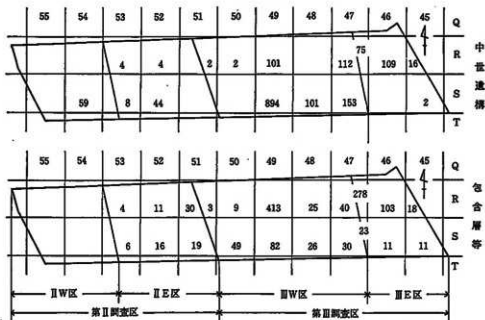 55 54 53 52 51 50 49 48 47 46 45 Q
75 R
4 4 2 2 101 112 109 16
S
59 8 44 894 101 153 2
T
中世遺構
55 54 53 52 51 50 49 48 47 46 45 Q
278 R
4 11 30 3 9 413 25 40 103 18
23 S
6 16 19 49 82 26 30 11 11
T
包含層等
ⅡW区 ⅡE区 ⅢW区 ⅢE区
第Ⅱ調査区 第Ⅲ調査区